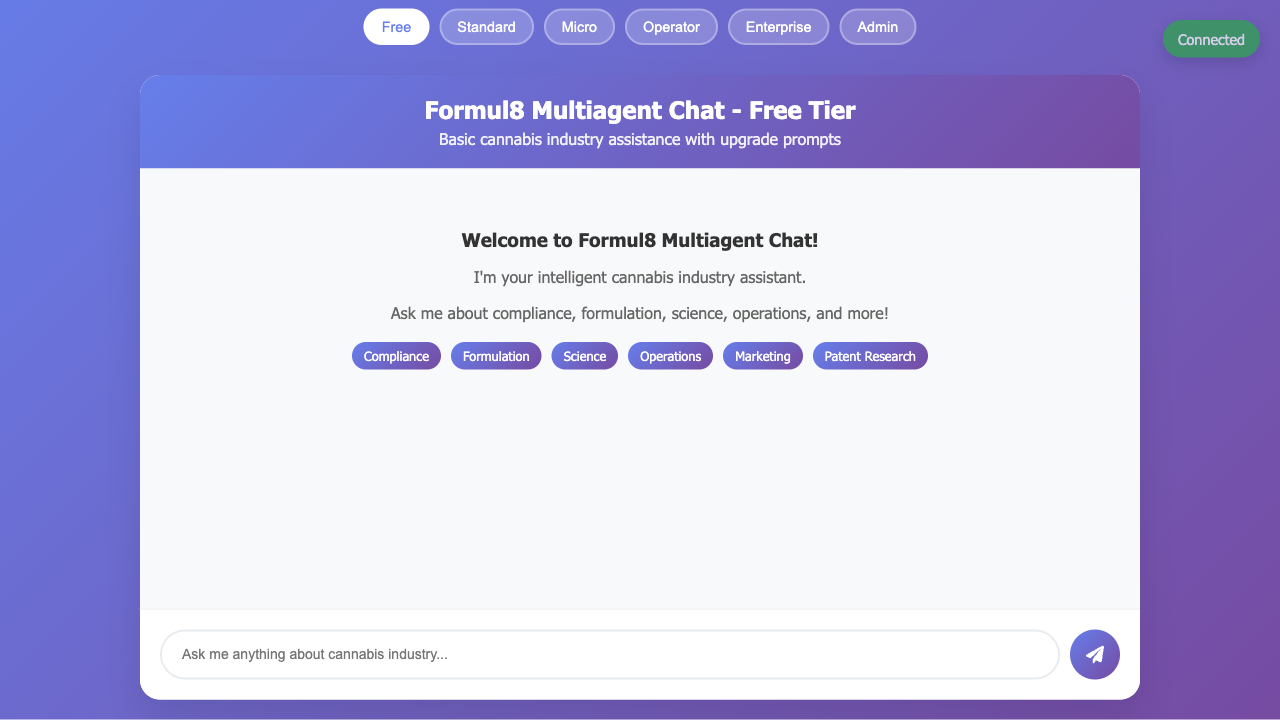 Free Standard Micro Operator Enterprise Admin
Connected
Formul8 Multiagent Chat - Free Tier
Basic cannabis industry assistance with upgrade prompts
Welcome to Formul8 Multiagent Chat!
I'm your intelligent cannabis industry assistant.
Ask me about compliance, formulation, science, operations, and more!
Compliance Formulation Science Operations Marketing Patent Research
Ask me anything about cannabis industry...